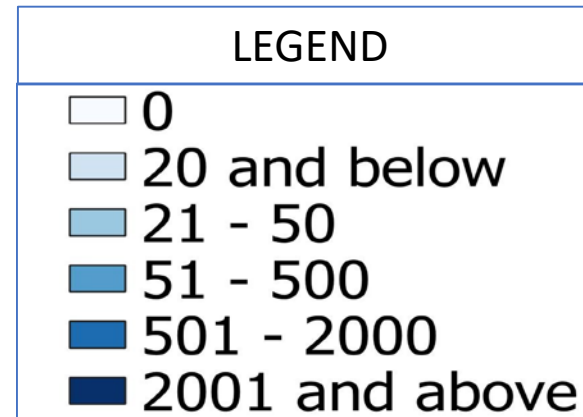 LEGEND
0
20 and below
21 - 50
51 - 500
501 - 2000
2001 and above